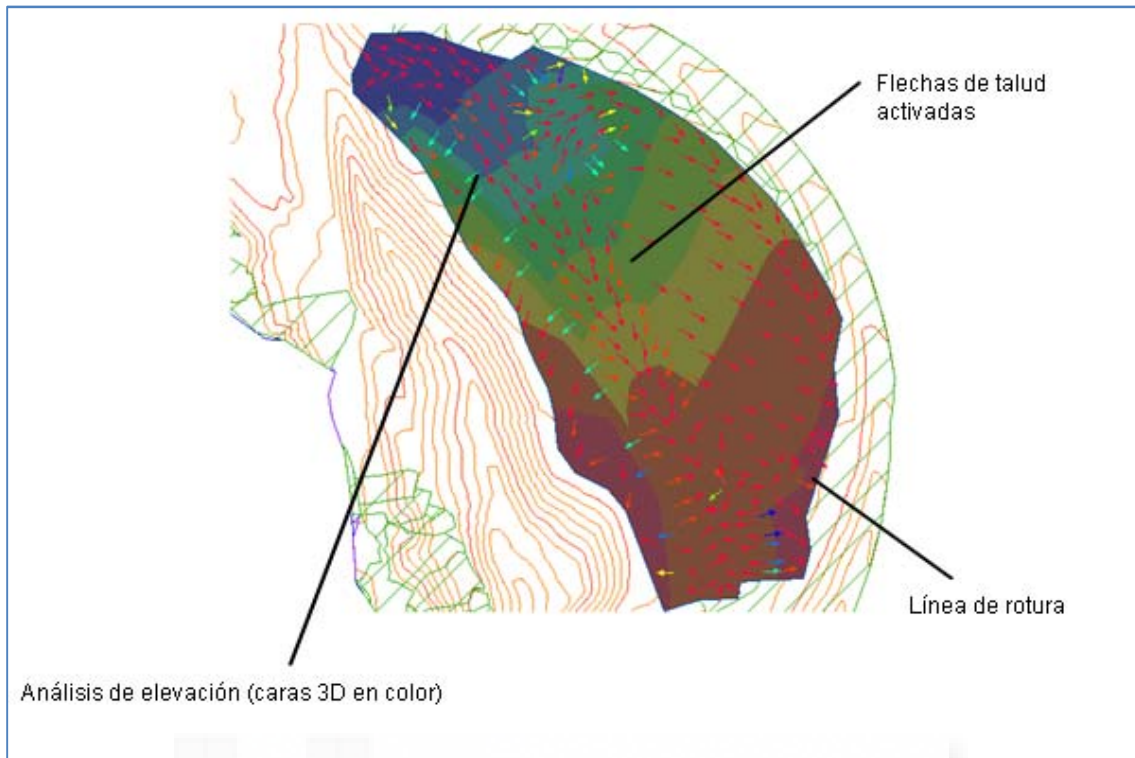 Flechas de talud
activadas
Línea de rotura
Análisis de elevación (caras 3D en color)